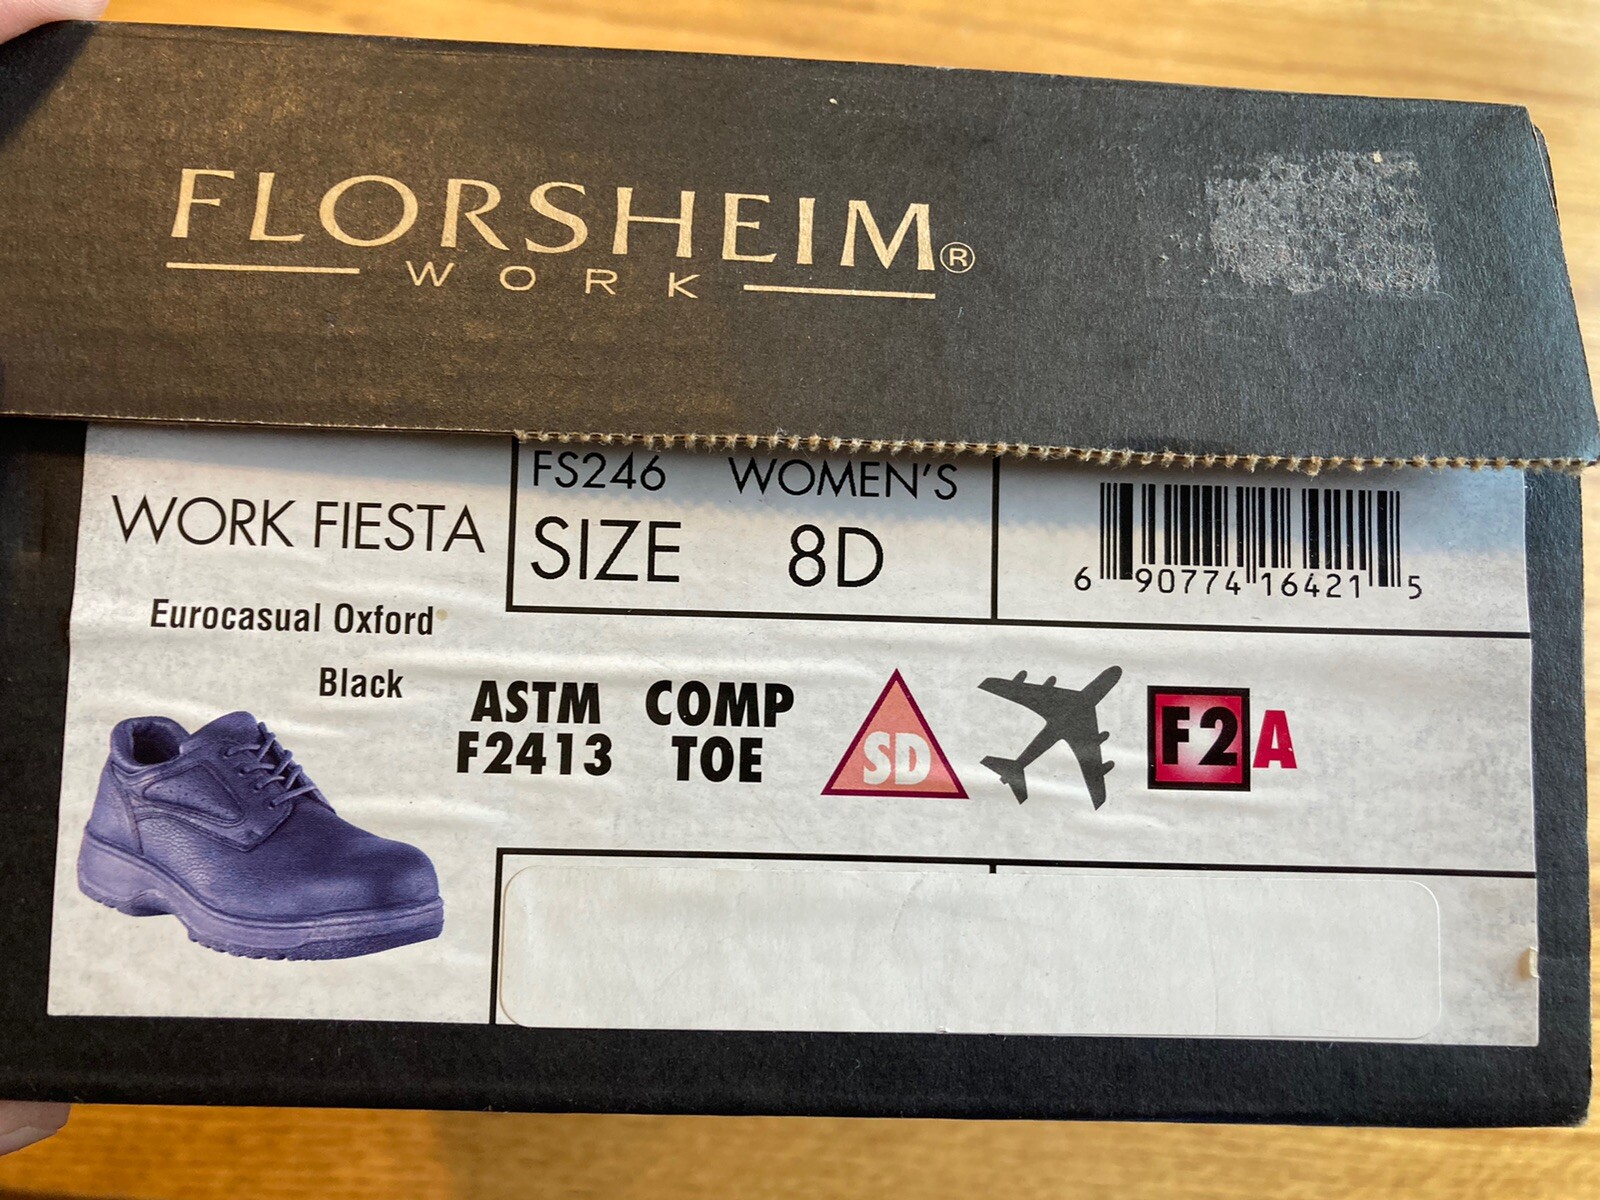 FLORSHEIM®
WORK
FS246 WOMEN'S
SIZE 8D
WORK FIESTA
6 90774 16421 5
Eurocasual Oxford
Black
ASTM
F2413
COMP
TOE
SD
F2A